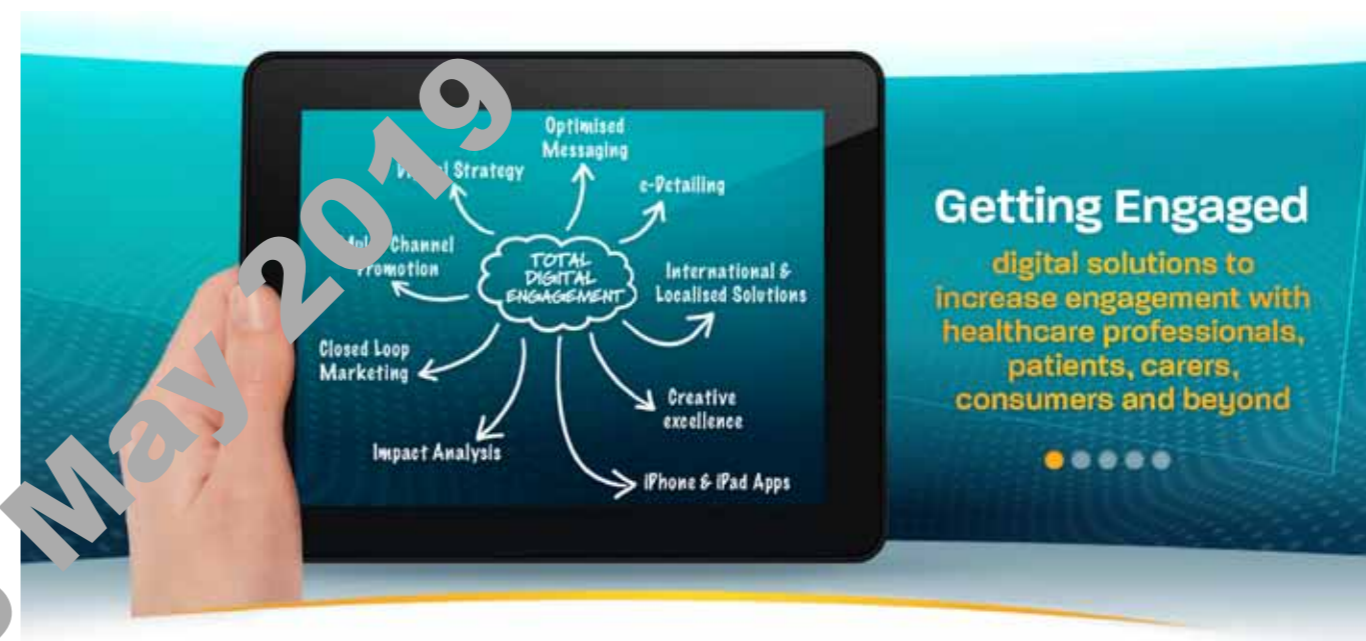 May 2019
Optimised
Messaging
Strategy
e-Detailing
Channel
Promotion
TOTAL
DIGITAL
ENGAGEMENT
International &
Localised Solutions
Closed Loop
Marketing
Creative
excellence
Impact Analysis
iPhone & iPad Apps
Getting Engaged
digital solutions to
increase engagement with
healthcare professionals,
patients, carers,
consumers and beyond